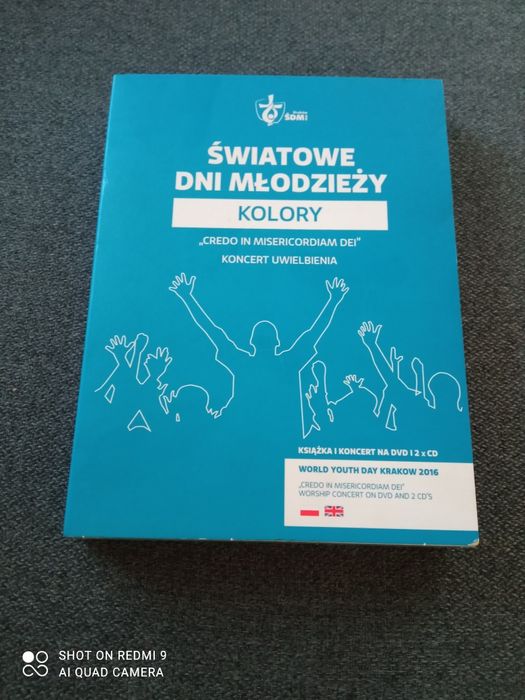 Kraków
ŚDM
ŚWIATOWE
DNI MŁODZIEŻY
KOLORY
„CREDO IN MISERICORDIAM DEI”
KONCERT UWIELBIENIA
KSIĄŻKA I KONCERT NA DVD I 2 x CD
WORLD YOUTH DAY KRAKOW 2016
„CREDO IN MISERICORDIAM DEI”
WORSHIP CONCERT ON DVD AND 2 CD'S
SHOT ON REDMI 9
AI QUAD CAMERA